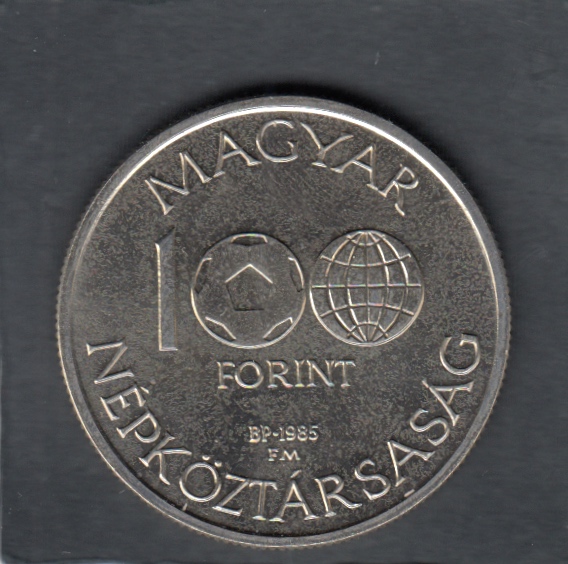 MAGYAR
100
FORINT
BP·1985
FM
NÉPKÖZTÁRSASÁG